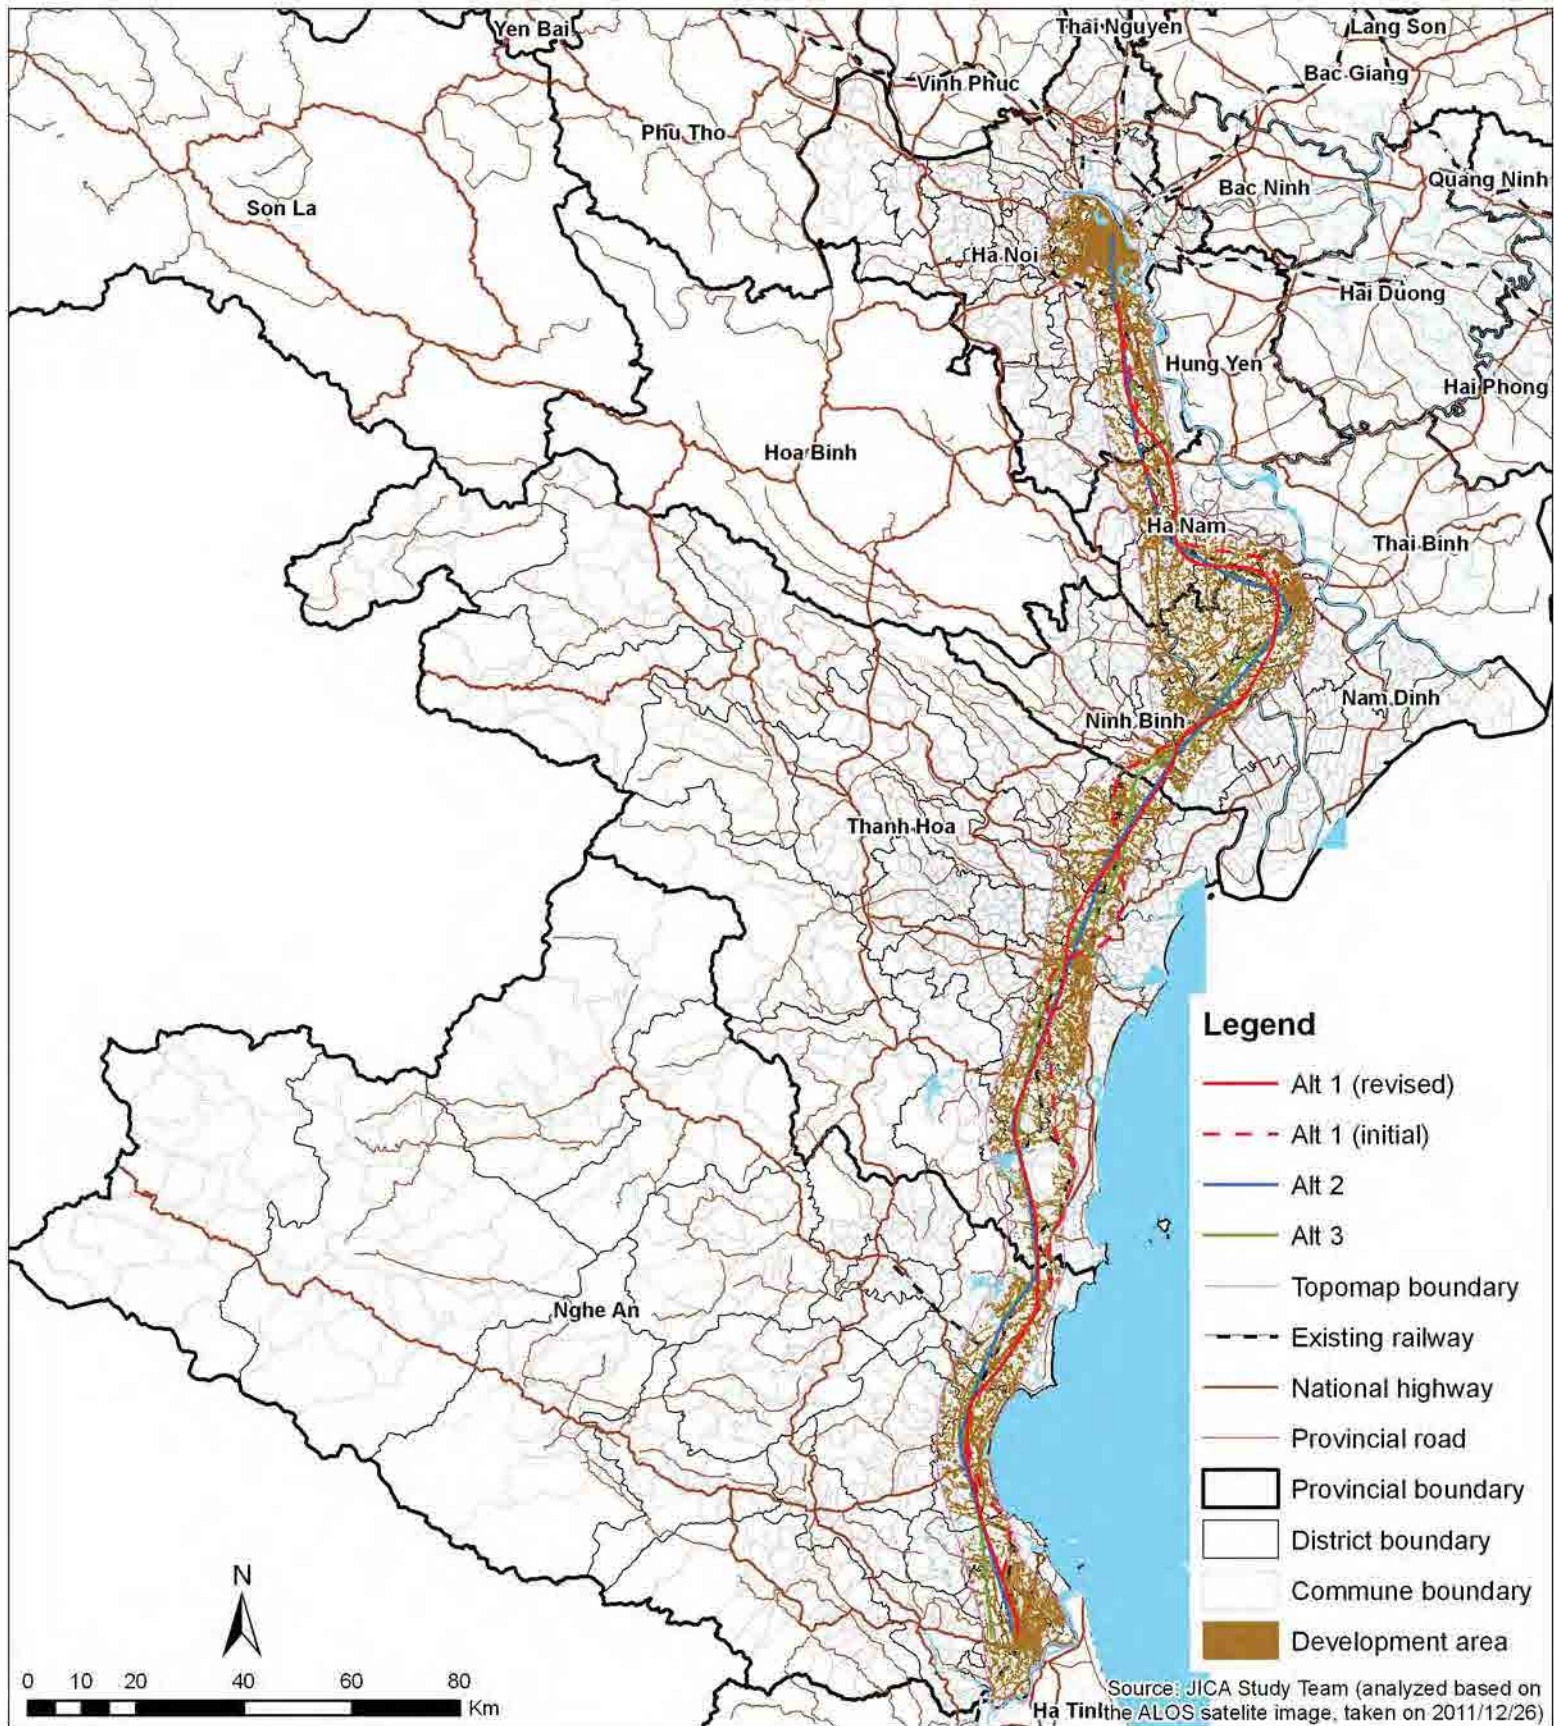 Yen Bai
Thai Nguyen
Lang Son
Vinh Phuc
Bac Giang
Phu Tho
Bac Ninh
Quang Ninh
Son La
Ha Noi
Hai Duong
Hung Yen
Hai Phong
Hoa Binh
Ha Nam
Thai Binh
Nam Dinh
Ninh Binh
Thanh Hoa
Nghe An
Legend
Alt 1 (revised)
Alt 1 (initial)
Alt 2
Alt 3
Topomap boundary
Existing railway
National highway
Provincial road
Provincial boundary
District boundary
Commune boundary
Development area
N
0 10 20 40 60 80
Km
Source: JICA Study Team (analyzed based on
the ALOS satelite image, taken on 2011/12/26)
Ha Tinh